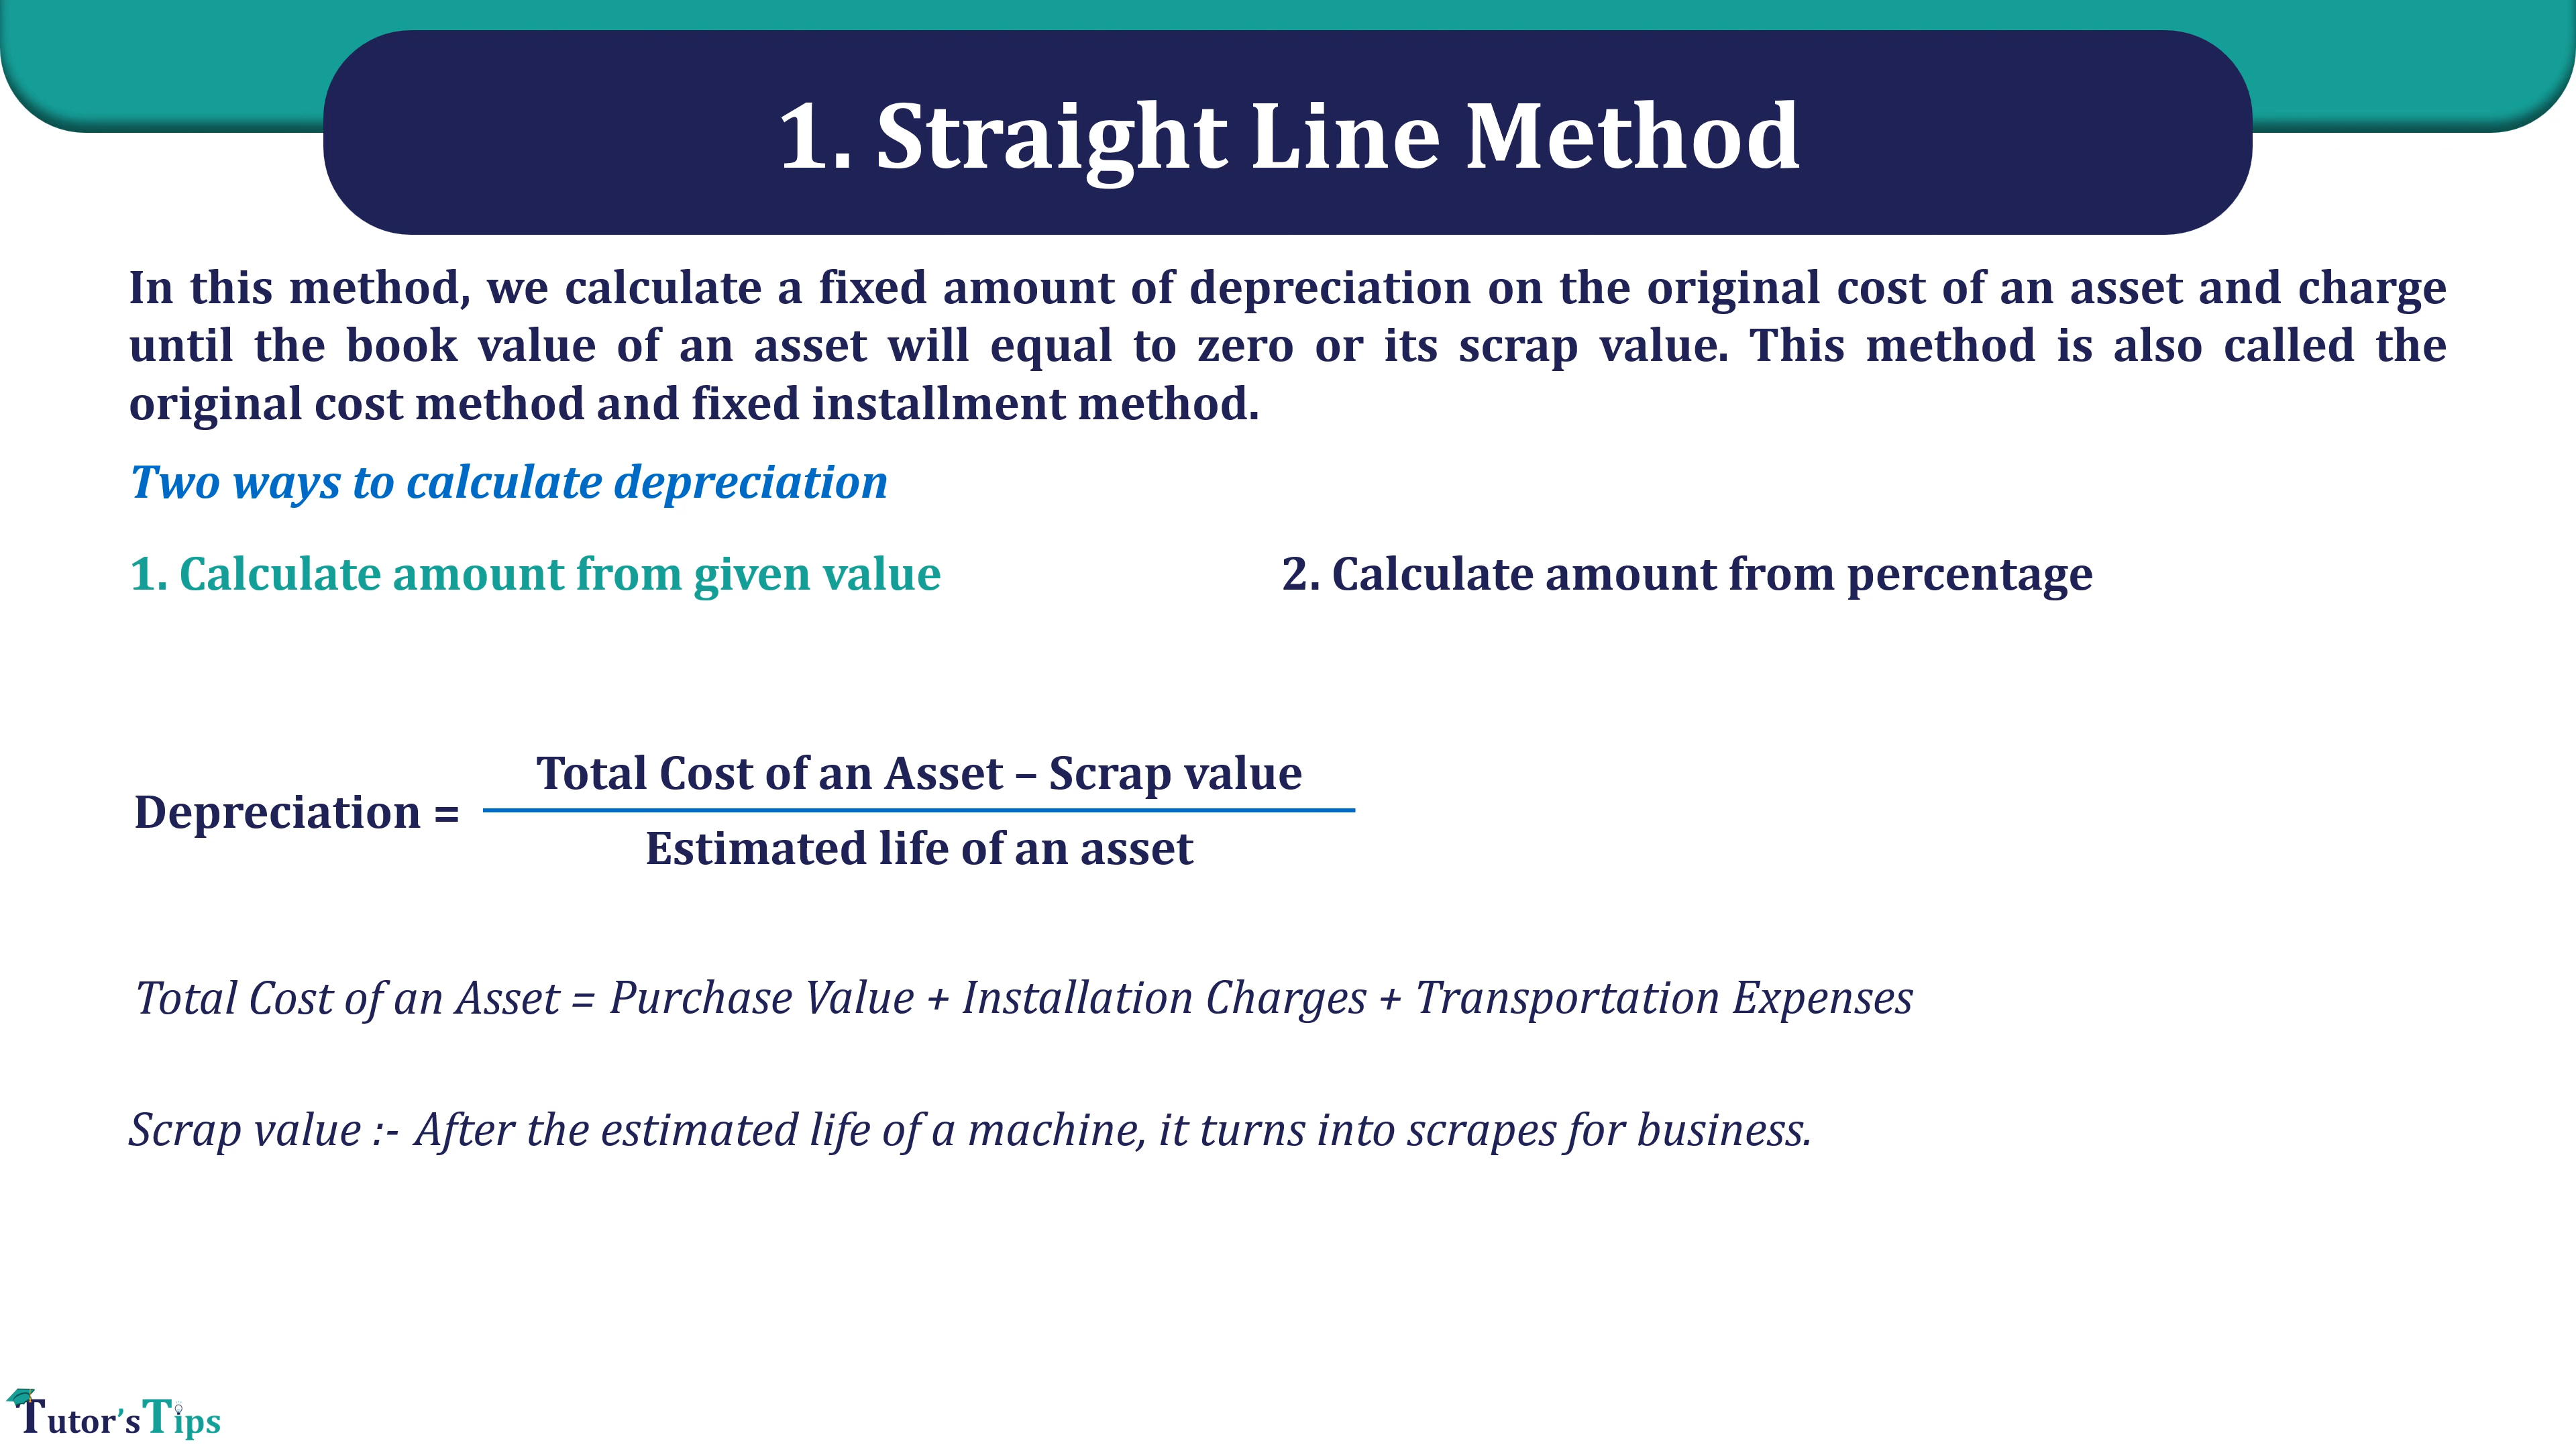 1. Straight Line Method
In this method, we calculate a fixed amount of depreciation on the original cost of an asset and charge
until the book value of an asset will equal to zero or its scrap value. This method is also called the
original cost method and fixed installment method.
Two ways to calculate depreciation
1. Calculate amount from given value
2. Calculate amount from percentage
Total Cost of an Asset – Scrap value
Depreciation =
Estimated life of an asset
Total Cost of an Asset = Purchase Value + Installation Charges + Transportation Expenses
Scrap value :- After the estimated life of a machine, it turns into scrapes for business.
Tutor'sTips